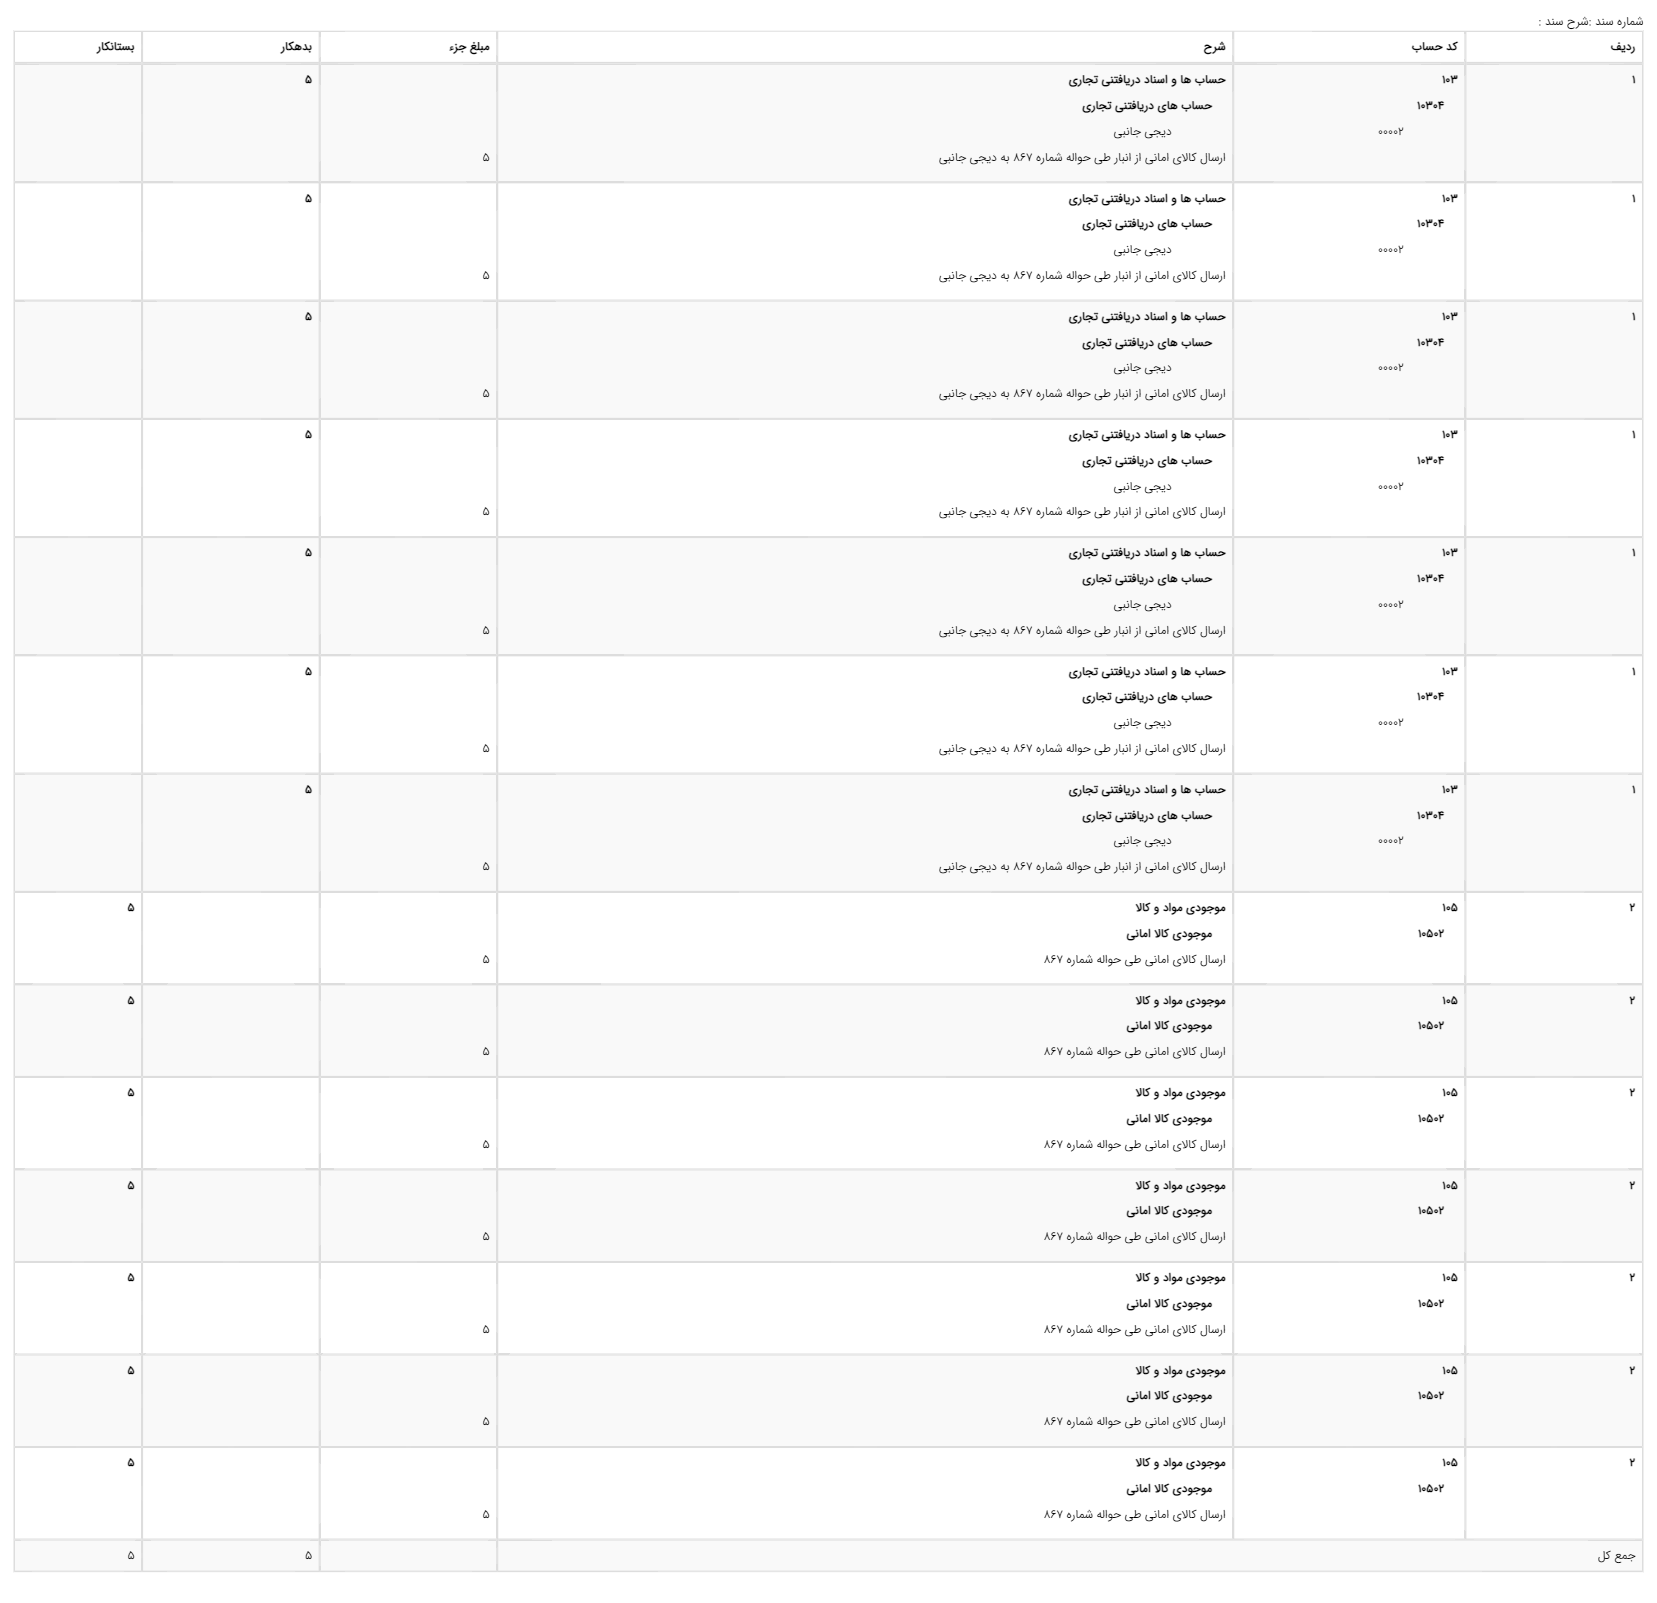 شماره سند :شرح سند :
ردیف کد حساب شرح مبلغ جزء بدهکار بستانکار
۱ ۱۰۳ حساب ها و اسناد دریافتنی تجاری ۵
۱۰۳۰۴ حساب های دریافتنی تجاری
۰۰۰۰۲ دیجی جانبی
ارسال کالای امانی از انبار طی حواله شماره ۸۶۷ به دیجی جانبی ۵
۱ ۱۰۳ حساب ها و اسناد دریافتنی تجاری ۵
۱۰۳۰۴ حساب های دریافتنی تجاری
۰۰۰۰۲ دیجی جانبی
ارسال کالای امانی از انبار طی حواله شماره ۸۶۷ به دیجی جانبی ۵
۱ ۱۰۳ حساب ها و اسناد دریافتنی تجاری ۵
۱۰۳۰۴ حساب های دریافتنی تجاری
۰۰۰۰۲ دیجی جانبی
ارسال کالای امانی از انبار طی حواله شماره ۸۶۷ به دیجی جانبی ۵
۱ ۱۰۳ حساب ها و اسناد دریافتنی تجاری ۵
۱۰۳۰۴ حساب های دریافتنی تجاری
۰۰۰۰۲ دیجی جانبی
ارسال کالای امانی از انبار طی حواله شماره ۸۶۷ به دیجی جانبی ۵
۱ ۱۰۳ حساب ها و اسناد دریافتنی تجاری ۵
۱۰۳۰۴ حساب های دریافتنی تجاری
۰۰۰۰۲ دیجی جانبی
ارسال کالای امانی از انبار طی حواله شماره ۸۶۷ به دیجی جانبی ۵
۱ ۱۰۳ حساب ها و اسناد دریافتنی تجاری ۵
۱۰۳۰۴ حساب های دریافتنی تجاری
۰۰۰۰۲ دیجی جانبی
ارسال کالای امانی از انبار طی حواله شماره ۸۶۷ به دیجی جانبی ۵
۱ ۱۰۳ حساب ها و اسناد دریافتنی تجاری ۵
۱۰۳۰۴ حساب های دریافتنی تجاری
۰۰۰۰۲ دیجی جانبی
ارسال کالای امانی از انبار طی حواله شماره ۸۶۷ به دیجی جانبی ۵
۲ ۱۰۵ موجودی مواد و کالا ۵
۱۰۵۰۲ موجودی کالا امانی
ارسال کالای امانی طی حواله شماره ۸۶۷ ۵
۲ ۱۰۵ موجودی مواد و کالا ۵
۱۰۵۰۲ موجودی کالا امانی
ارسال کالای امانی طی حواله شماره ۸۶۷ ۵
۲ ۱۰۵ موجودی مواد و کالا ۵
۱۰۵۰۲ موجودی کالا امانی
ارسال کالای امانی طی حواله شماره ۸۶۷ ۵
۲ ۱۰۵ موجودی مواد و کالا ۵
۱۰۵۰۲ موجودی کالا امانی
ارسال کالای امانی طی حواله شماره ۸۶۷ ۵
۲ ۱۰۵ موجودی مواد و کالا ۵
۱۰۵۰۲ موجودی کالا امانی
ارسال کالای امانی طی حواله شماره ۸۶۷ ۵
۲ ۱۰۵ موجودی مواد و کالا ۵
۱۰۵۰۲ موجودی کالا امانی
ارسال کالای امانی طی حواله شماره ۸۶۷ ۵
۲ ۱۰۵ موجودی مواد و کالا ۵
۱۰۵۰۲ موجودی کالا امانی
ارسال کالای امانی طی حواله شماره ۸۶۷ ۵
جمع کل ۵ ۵